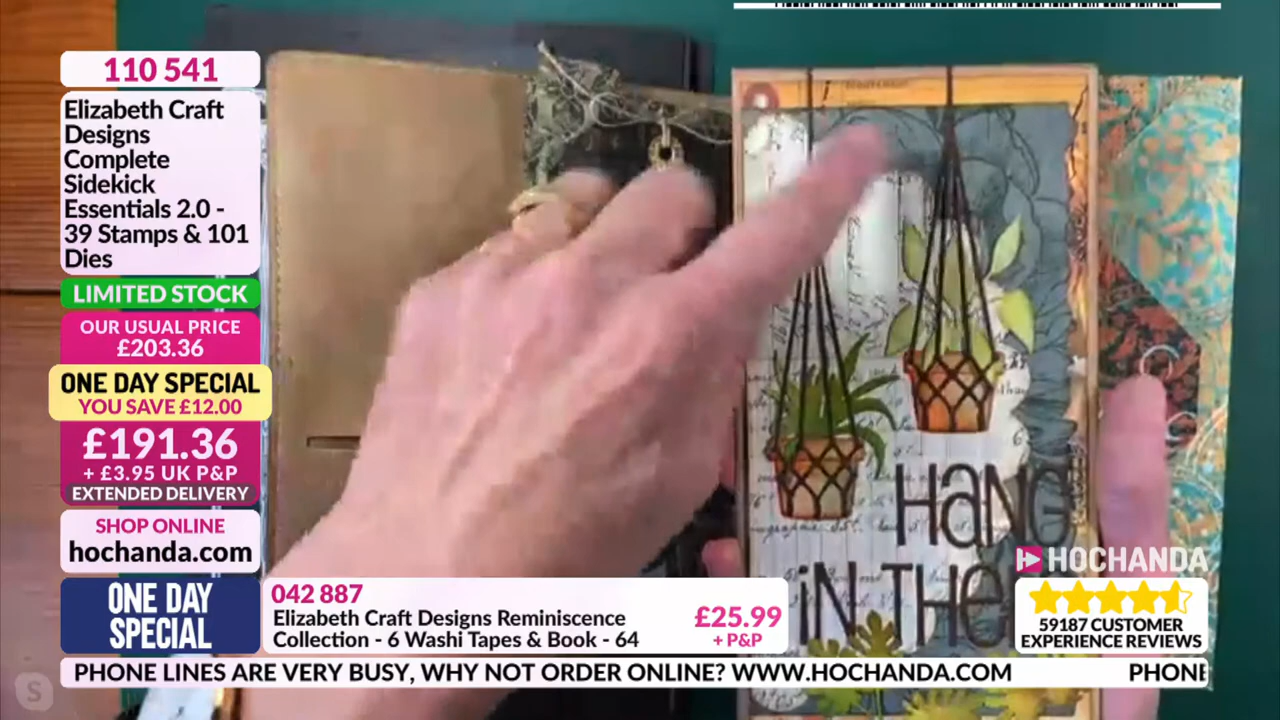 110 541
Elizabeth Craft
Designs
Complete
Sidekick
Essentials 2.0 -
39 Stamps & 101
Dies
LIMITED STOCK
OUR USUAL PRICE
£203.36
ONE DAY SPECIAL
YOU SAVE £12.00
£191.36
+ £3.95 UK P&P
EXTENDED DELIVERY
SHOP ONLINE
hochanda.com
HANG
iN THE
HOCHANDA
ONE DAY
SPECIAL
042 887
Elizabeth Craft Designs Reminiscence
Collection - 6 Washi Tapes & Book - 64
£25.99
+ P&P
59187 CUSTOMER
EXPERIENCE REVIEWS
PHONE LINES ARE VERY BUSY, WHY NOT ORDER ONLINE? WWW.HOCHANDA.COM
PHONE
S